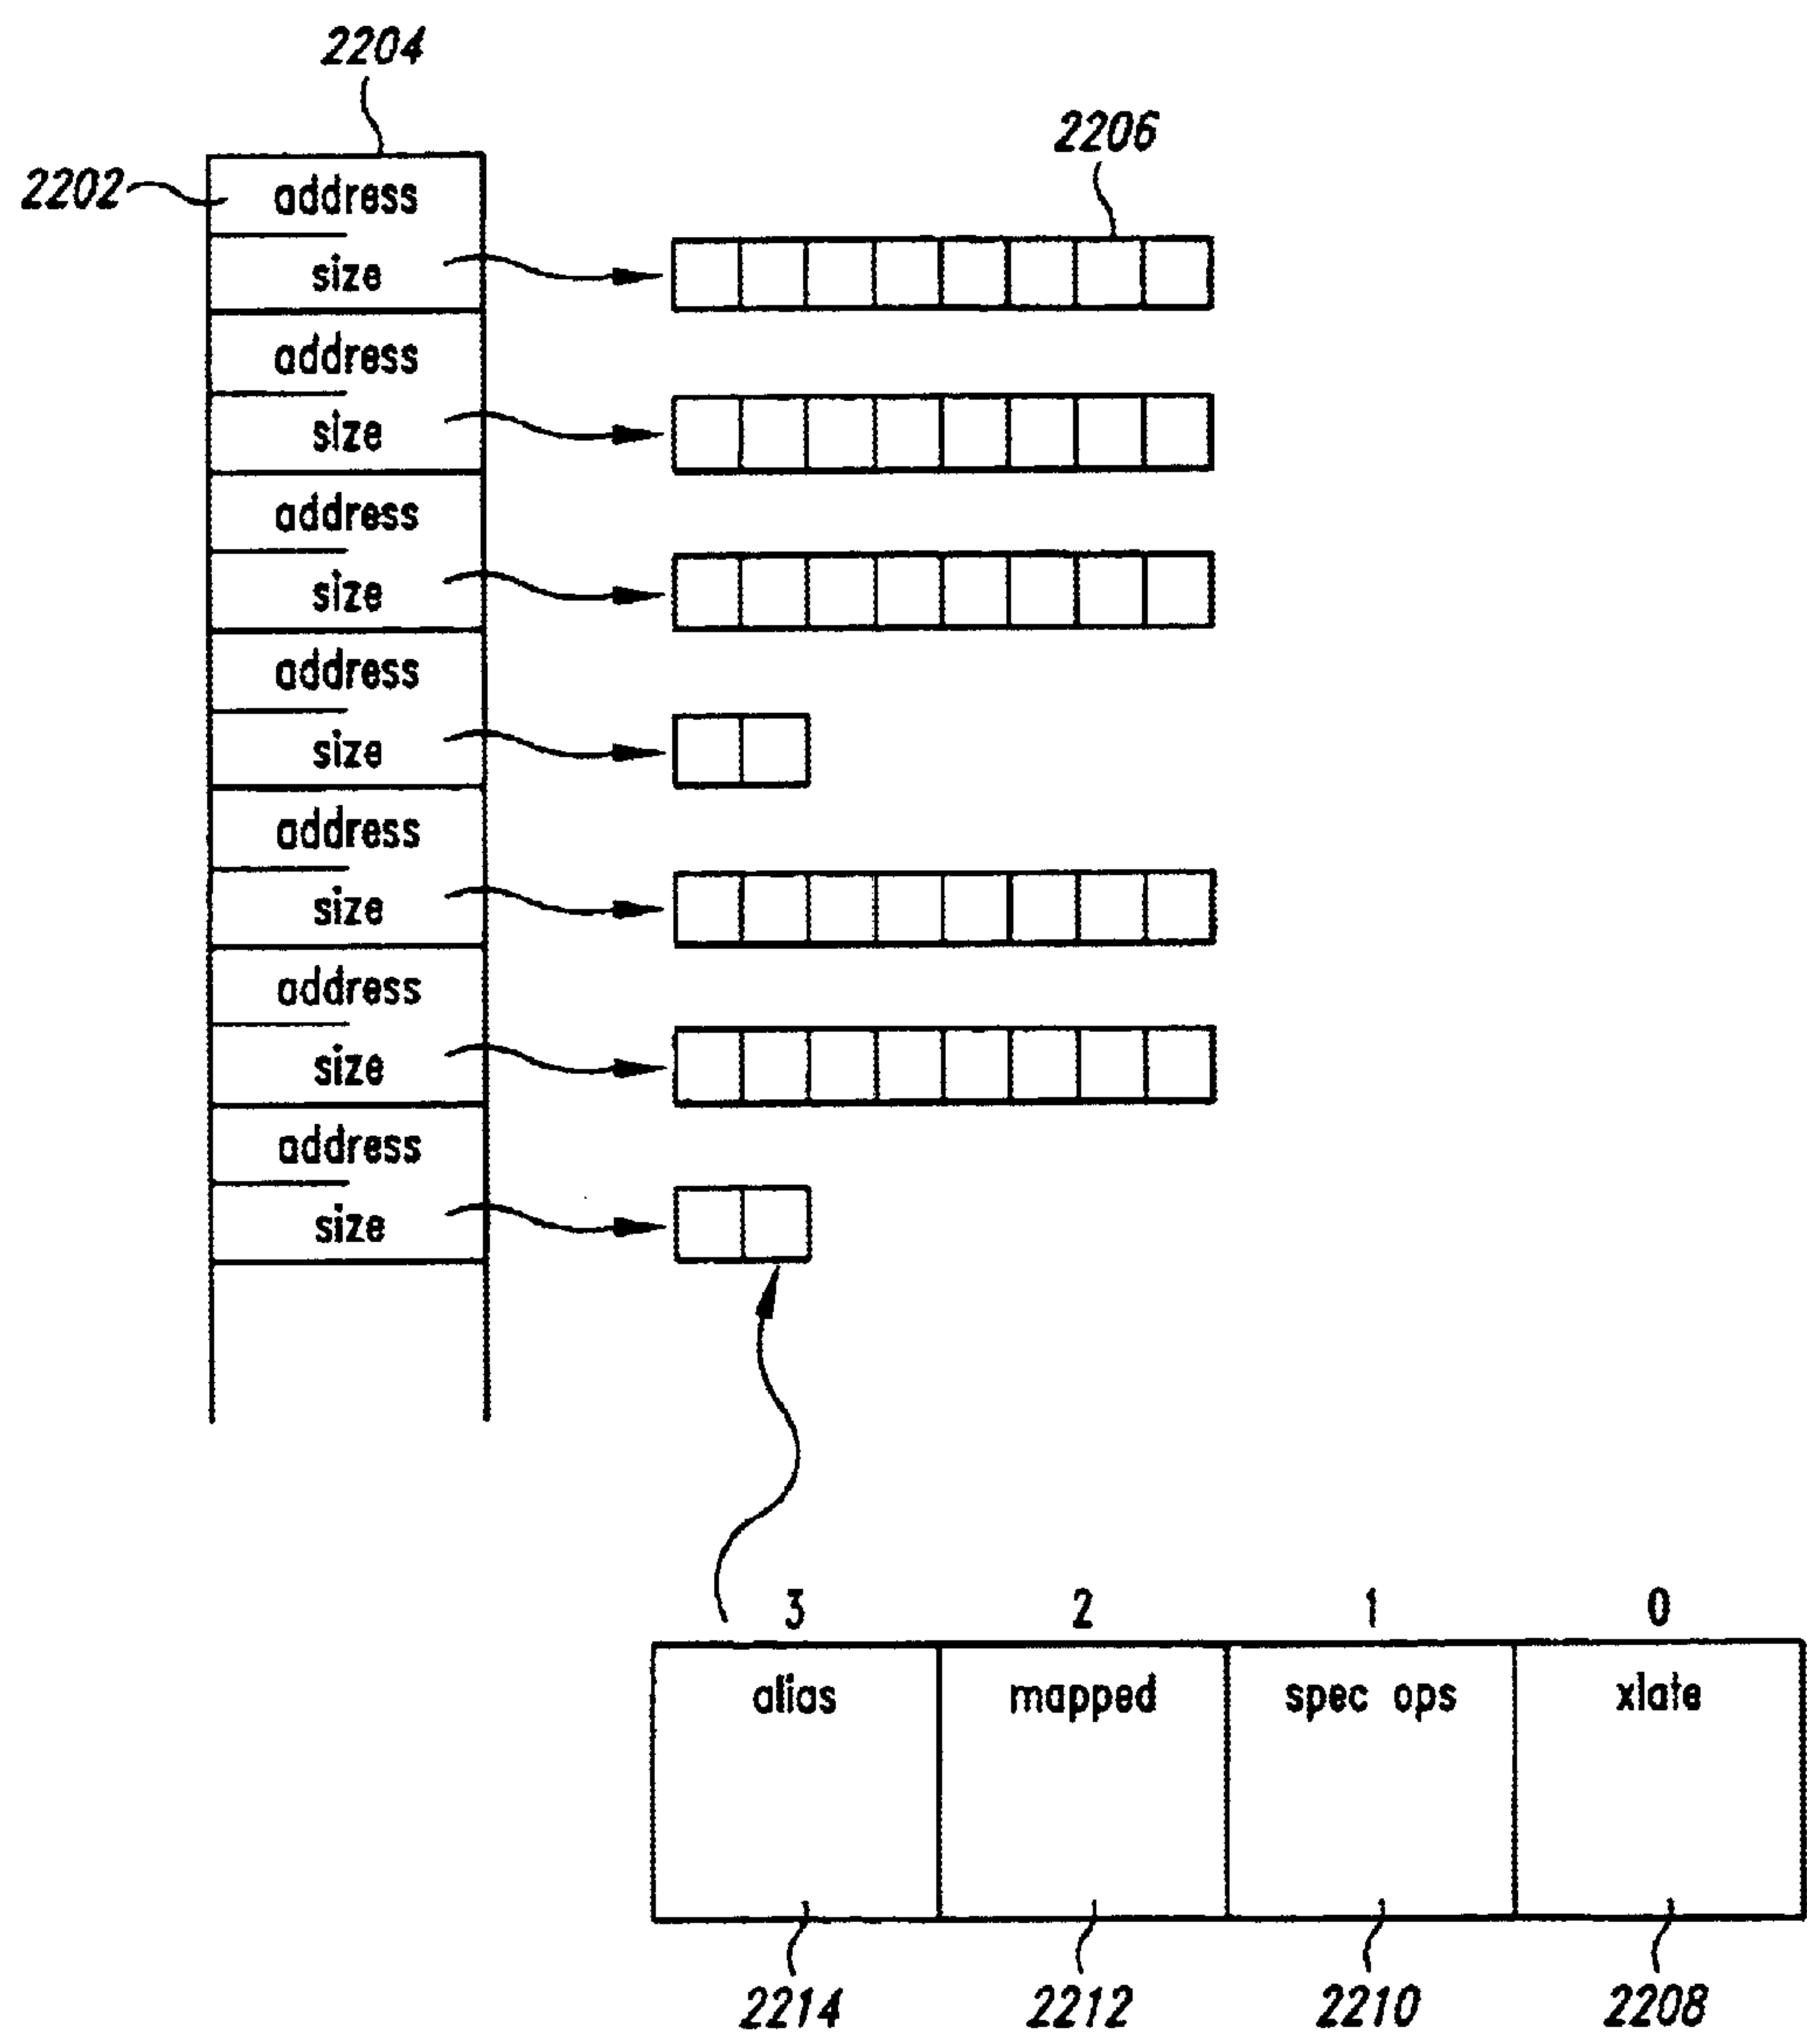 2204
2206
2202
address
size
address
size
address
size
address
size
address
size
address
size
address
size
3 2 1 0
alias mapped spec ops xlate
2214 2212 2210 2208